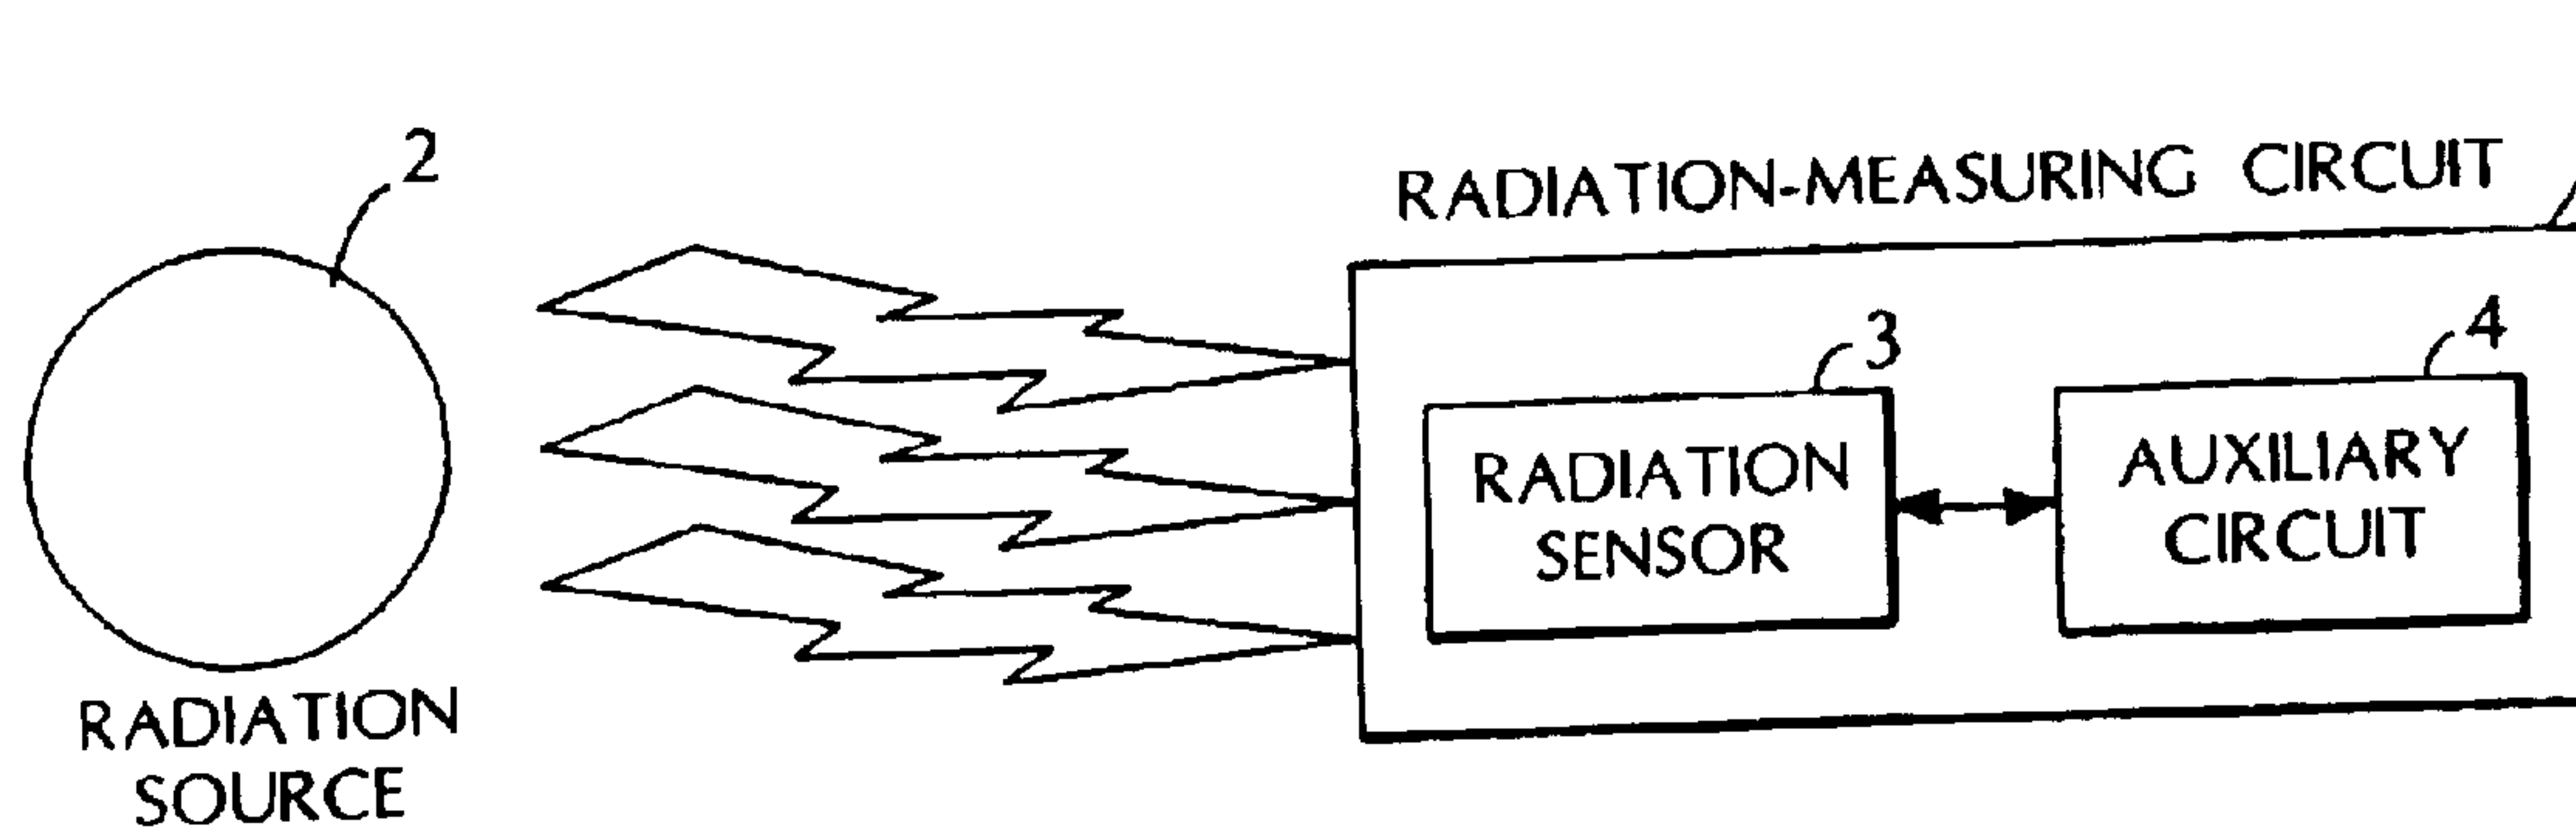 2
RADIATION-MEASURING CIRCUIT
3
4
RADIATION
SENSOR
AUXILIARY
CIRCUIT
RADIATION
SOURCE